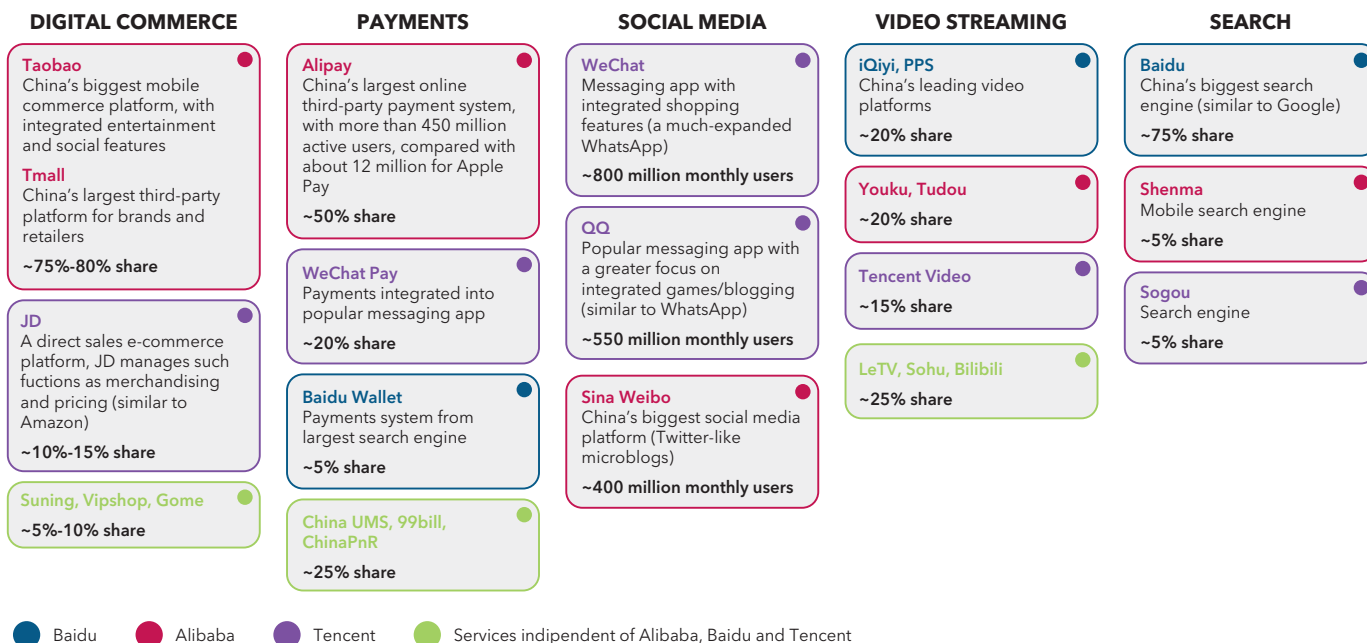 DIGITAL COMMERCE
Taobao
China's biggest mobile
commerce platform, with
integrated entertainment
and social features
Tmall
China's largest third-party
platform for brands and
retailers
~75%-80% share
JD
A direct sales e-commerce
platform, JD manages such
fuctions as merchandising
and pricing (similar to
Amazon)
~10%-15% share
Suning, Vipshop, Gome
~5%-10% share
PAYMENTS
Alipay
China's largest online
third-party payment system,
with more than 450 million
active users, compared with
about 12 million for Apple
Pay
~50% share
WeChat Pay
Payments integrated into
popular messaging app
~20% share
Baidu Wallet
Payments system from
largest search engine
~5% share
China UMS, 99bill,
ChinaPnR
~25% share
SOCIAL MEDIA
WeChat
Messaging app with
integrated shopping
features (a much-expanded
WhatsApp)
~800 million monthly users
QQ
Popular messaging app with
a greater focus on
integrated games/blogging
(similar to WhatsApp)
~550 million monthly users
Sina Weibo
China's biggest social media
platform (Twitter-like
microblogs)
~400 million monthly users
VIDEO STREAMING
iQiyi, PPS
China's leading video
platforms
~20% share
Youku, Tudou
~20% share
Tencent Video
~15% share
LeTV, Sohu, Bilibili
~25% share
SEARCH
Baidu
China's biggest search
engine (similar to Google)
~75% share
Shenma
Mobile search engine
~5% share
Sogou
Search engine
~5% share
Baidu
Alibaba
Tencent
Services indipendent of Alibaba, Baidu and Tencent